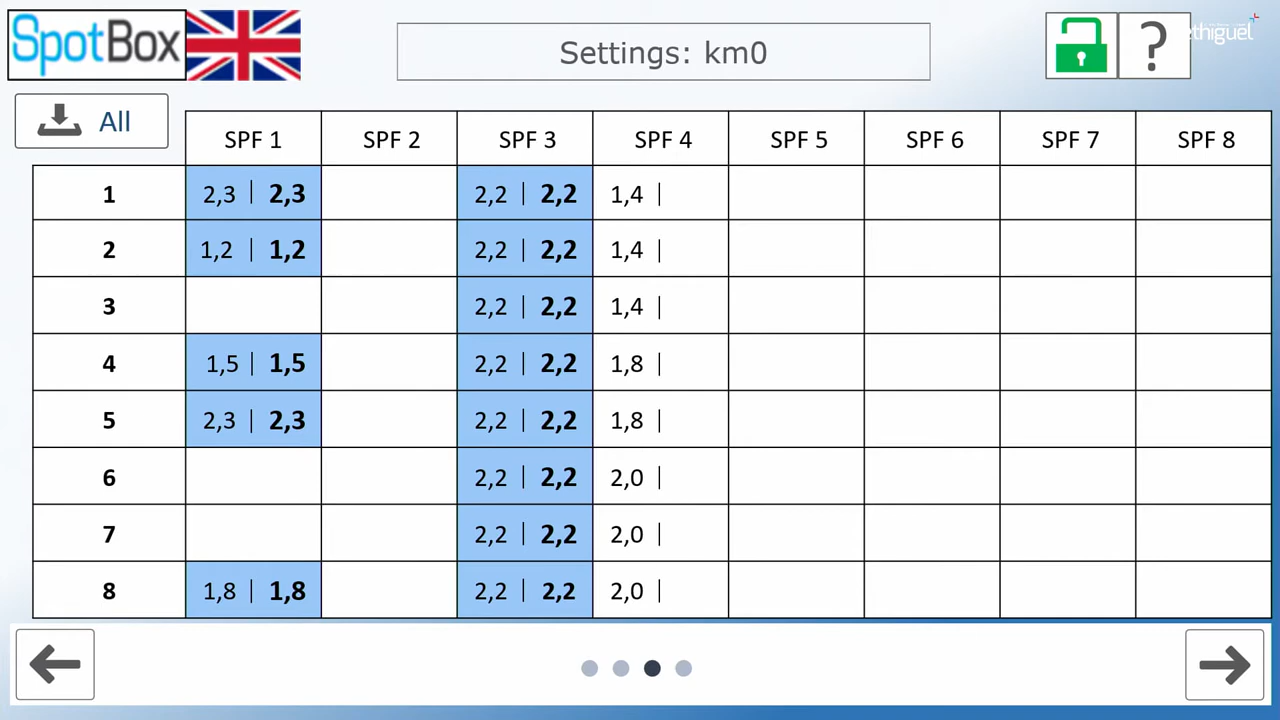 SpotBox
Settings: km0
?
ethiguel
All
SPF 1 SPF 2 SPF 3 SPF 4 SPF 5 SPF 6 SPF 7 SPF 8
1 2,3 | 2,3 2,2 | 2,2 1,4 |
2 1,2 | 1,2 2,2 | 2,2 1,4 |
3 2,2 | 2,2 1,4 |
4 1,5 | 1,5 2,2 | 2,2 1,8 |
5 2,3 | 2,3 2,2 | 2,2 1,8 |
6 2,2 | 2,2 2,0 |
7 2,2 | 2,2 2,0 |
8 1,8 | 1,8 2,2 | 2,2 2,0 |